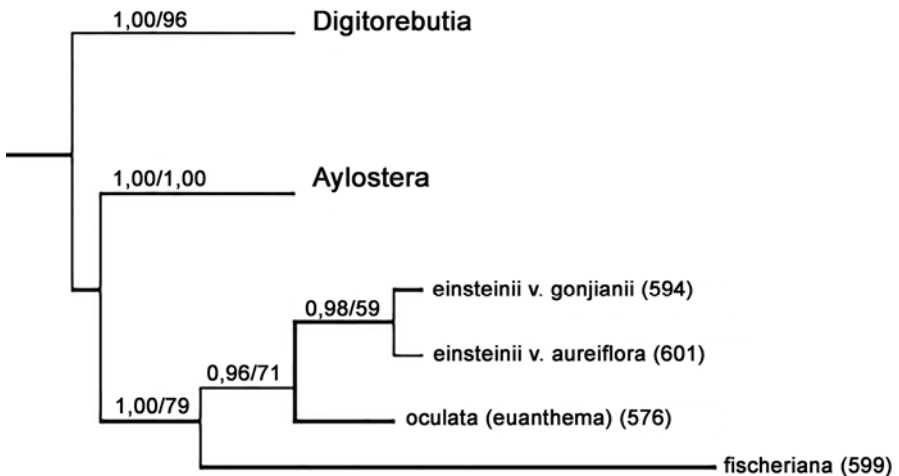 1,00/96
Digitorebutia
1,00/1,00
Aylostera
einsteinii v. gonjianii (594)
0,98/59
einsteinii v. aureiflora (601)
0,96/71
1,00/79
oculata (euanthema) (576)
fischeriana (599)